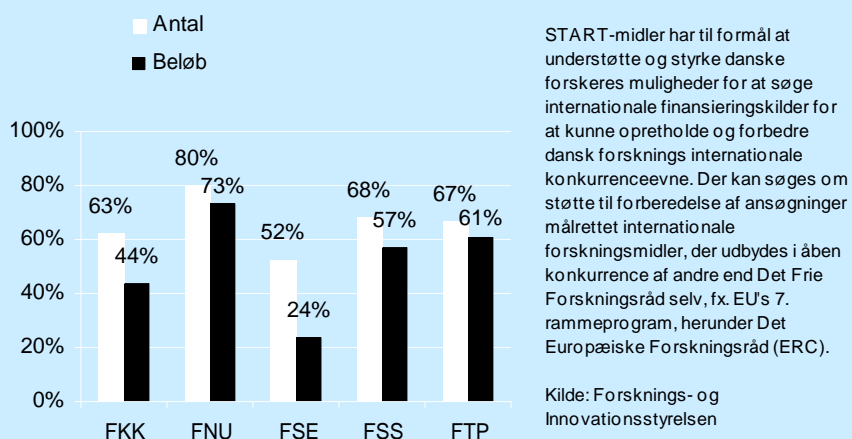 Antal
Beløb
100%
80%
60%
40%
20%
0%
63%
44%
80%
73%
52%
24%
68%
57%
67%
61%
FKK
FNU
FSE
FSS
FTP
START-midler har til formål at
understøtte og styrke danske
forskeres muligheder for at søge
internationale finansieringskilder for
at kunne opretholde og forbedre
dansk forsknings internationale
konkurrenceevne. Der kan søges om
støtte til forberedelse af ansøgninger
målrettet internationale
forskningsmidler, der udbydes i åben
konkurrence af andre end Det Frie
Forskningsråd selv, fx. EU's 7.
rammeprogram, herunder Det
Europæiske Forskningsråd (ERC).
Kilde: Forsknings- og
Innovationsstyrelsen